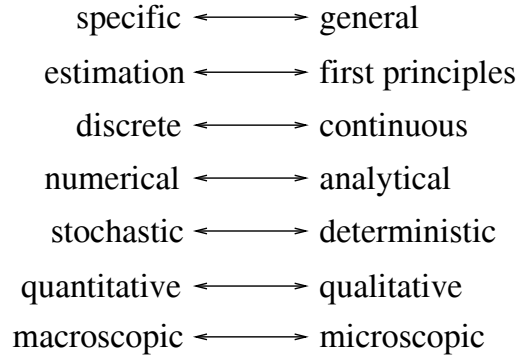 specific ⟷ general
estimation ⟷ first principles
discrete ⟷ continuous
numerical ⟷ analytical
stochastic ⟷ deterministic
quantitative ⟷ qualitative
macroscopic ⟷ microscopic